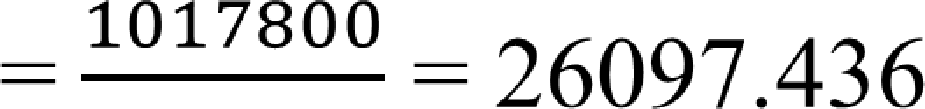 = 1017800 = 26097.436